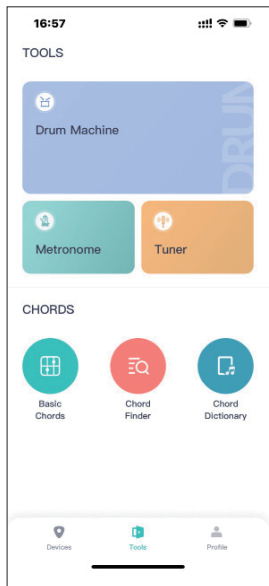 16:57
TOOLS
DRUM
Drum Machine
Metronome
Tuner
CHORDS
Basic
Chords
Chord
Finder
Chord
Dictionary
Devices
Tools
Profile